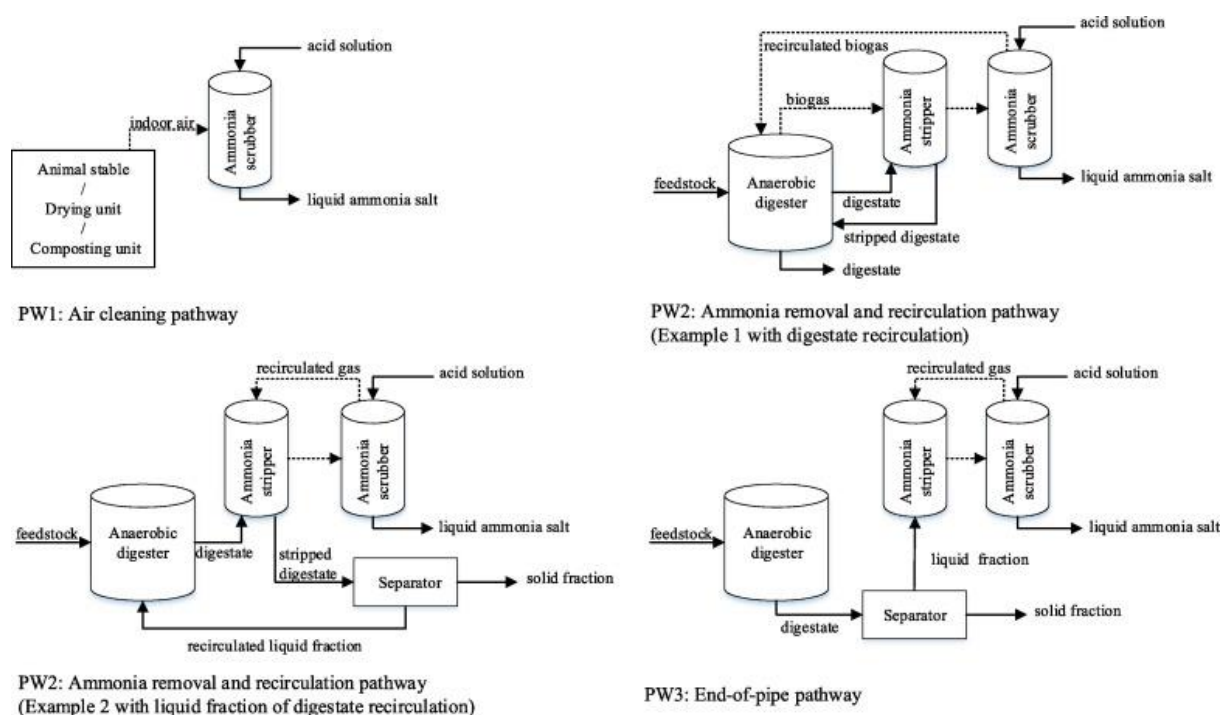 acid solution
indoor air
Ammonia
scrubber
Animal stable
/
Drying unit
/
Composting unit
liquid ammonia salt
PW1: Air cleaning pathway
acid solution
recirculated biogas
biogas
Ammonia
stripper
Ammonia
scrubber
feedstock
Anaerobic
digester
digestate
stripped digestate
liquid ammonia salt
digestate
PW2: Ammonia removal and recirculation pathway
(Example 1 with digestate recirculation)
recirculated gas
acid solution
Ammonia
stripper
Ammonia
scrubber
feedstock
Anaerobic
digester
digestate
stripped
digestate
liquid ammonia salt
Separator
solid fraction
recirculated liquid fraction
PW2: Ammonia removal and recirculation pathway
(Example 2 with liquid fraction of digestate recirculation)
recirculated gas
acid solution
Ammonia
stripper
Ammonia
scrubber
feedstock
Anaerobic
digester
liquid ammonia salt
liquid fraction
digestate
Separator
solid fraction
PW3: End-of-pipe pathway